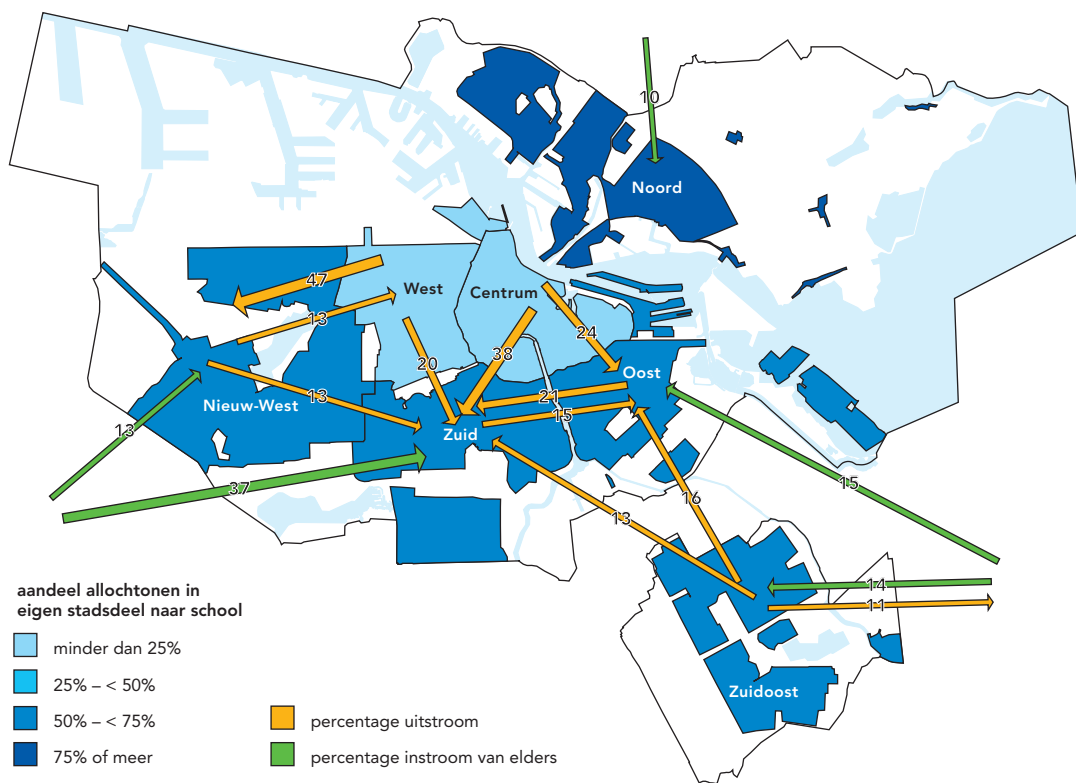 10
Noord
47
West
Centrum
13
24
38
20
Oost
21
Nieuw-West
13
15
Zuid
13
37
16
15
13
14
11
Zuidoost
aandeel allochtonen in
eigen stadsdeel naar school
minder dan 25%
25% – < 50%
50% – < 75%
75% of meer
percentage uitstroom
percentage instroom van elders